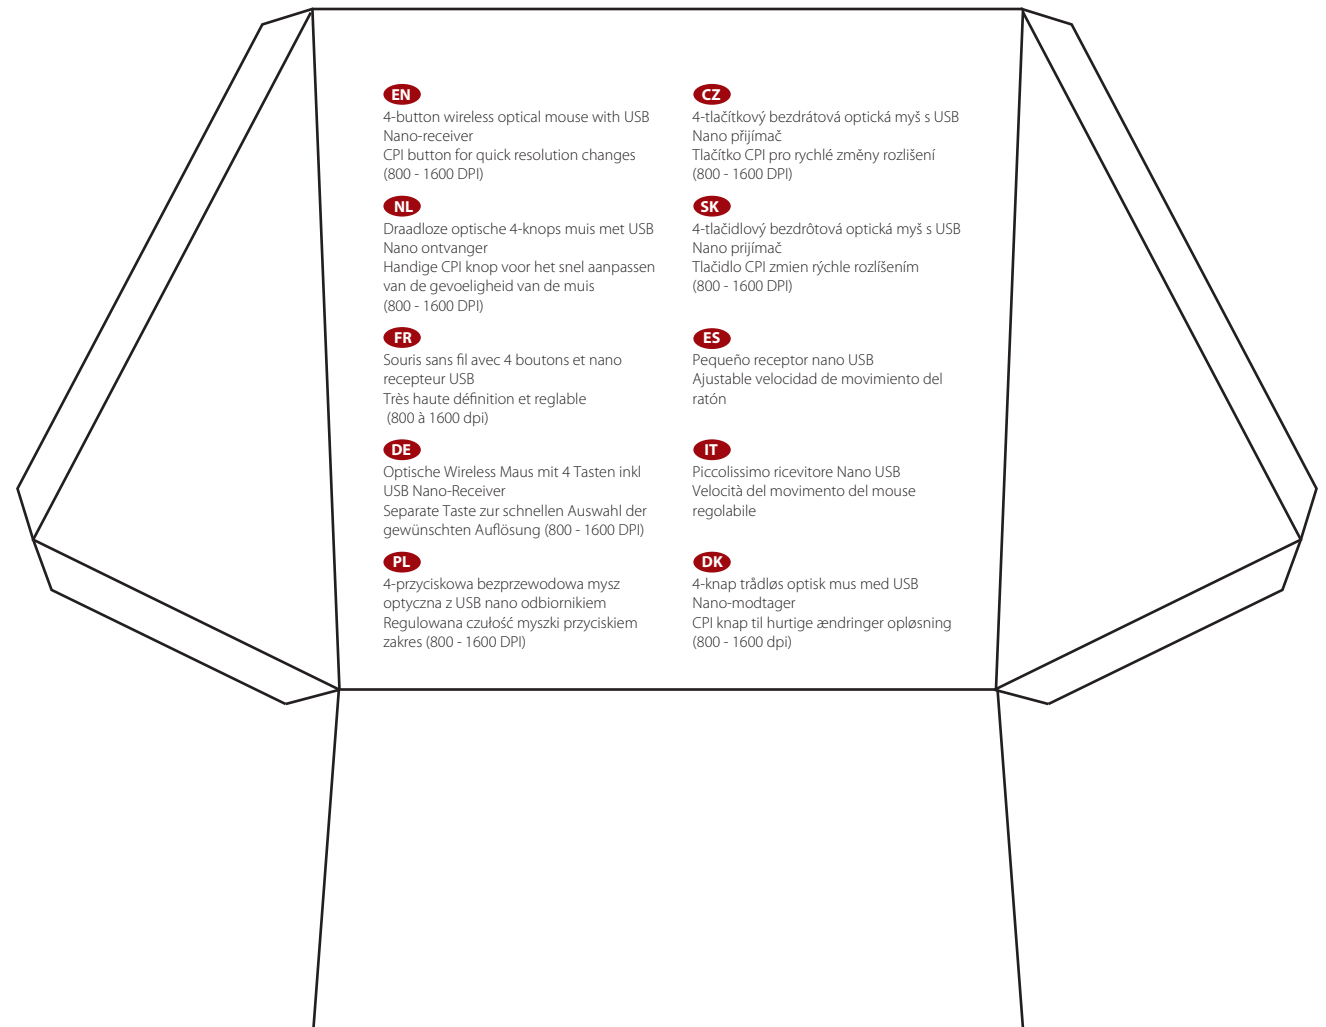 EN
4-button wireless optical mouse with USB
Nano-receiver
CPI button for quick resolution changes
(800 - 1600 DPI)
NL
Draadloze optische 4-knops muis met USB
Nano ontvanger
Handige CPI knop voor het snel aanpassen
van de gevoeligheid van de muis
(800 - 1600 DPI)
FR
Souris sans fil avec 4 boutons et nano
recepteur USB
Très haute définition et reglable
(800 à 1600 dpi)
DE
Optische Wireless Maus mit 4 Tasten inkl
USB Nano-Receiver
Separate Taste zur schnellen Auswahl der
gewünschten Auflösung (800 - 1600 DPI)
PL
4-przyciskowa bezprzewodowa mysz
optyczna z USB nano odbiornikiem
Regulowana czułość myszki przyciskiem
zakres (800 - 1600 DPI)
CZ
4-tlačítkový bezdrátová optická myš s USB
Nano přijímač
Tlačítko CPI pro rychlé změny rozlišení
(800 - 1600 DPI)
SK
4-tlačidlový bezdrôtová optická myš s USB
Nano prijímač
Tlačidlo CPI zmien rýchle rozlíšením
(800 - 1600 DPI)
ES
Pequeño receptor nano USB
Ajustable velocidad de movimiento del
ratón
IT
Piccolissimo ricevitore Nano USB
Velocità del movimento del mouse
regolabile
DK
4-knap trådløs optisk mus med USB
Nano-modtager
CPI knap til hurtige ændringer opløsning
(800 - 1600 dpi)